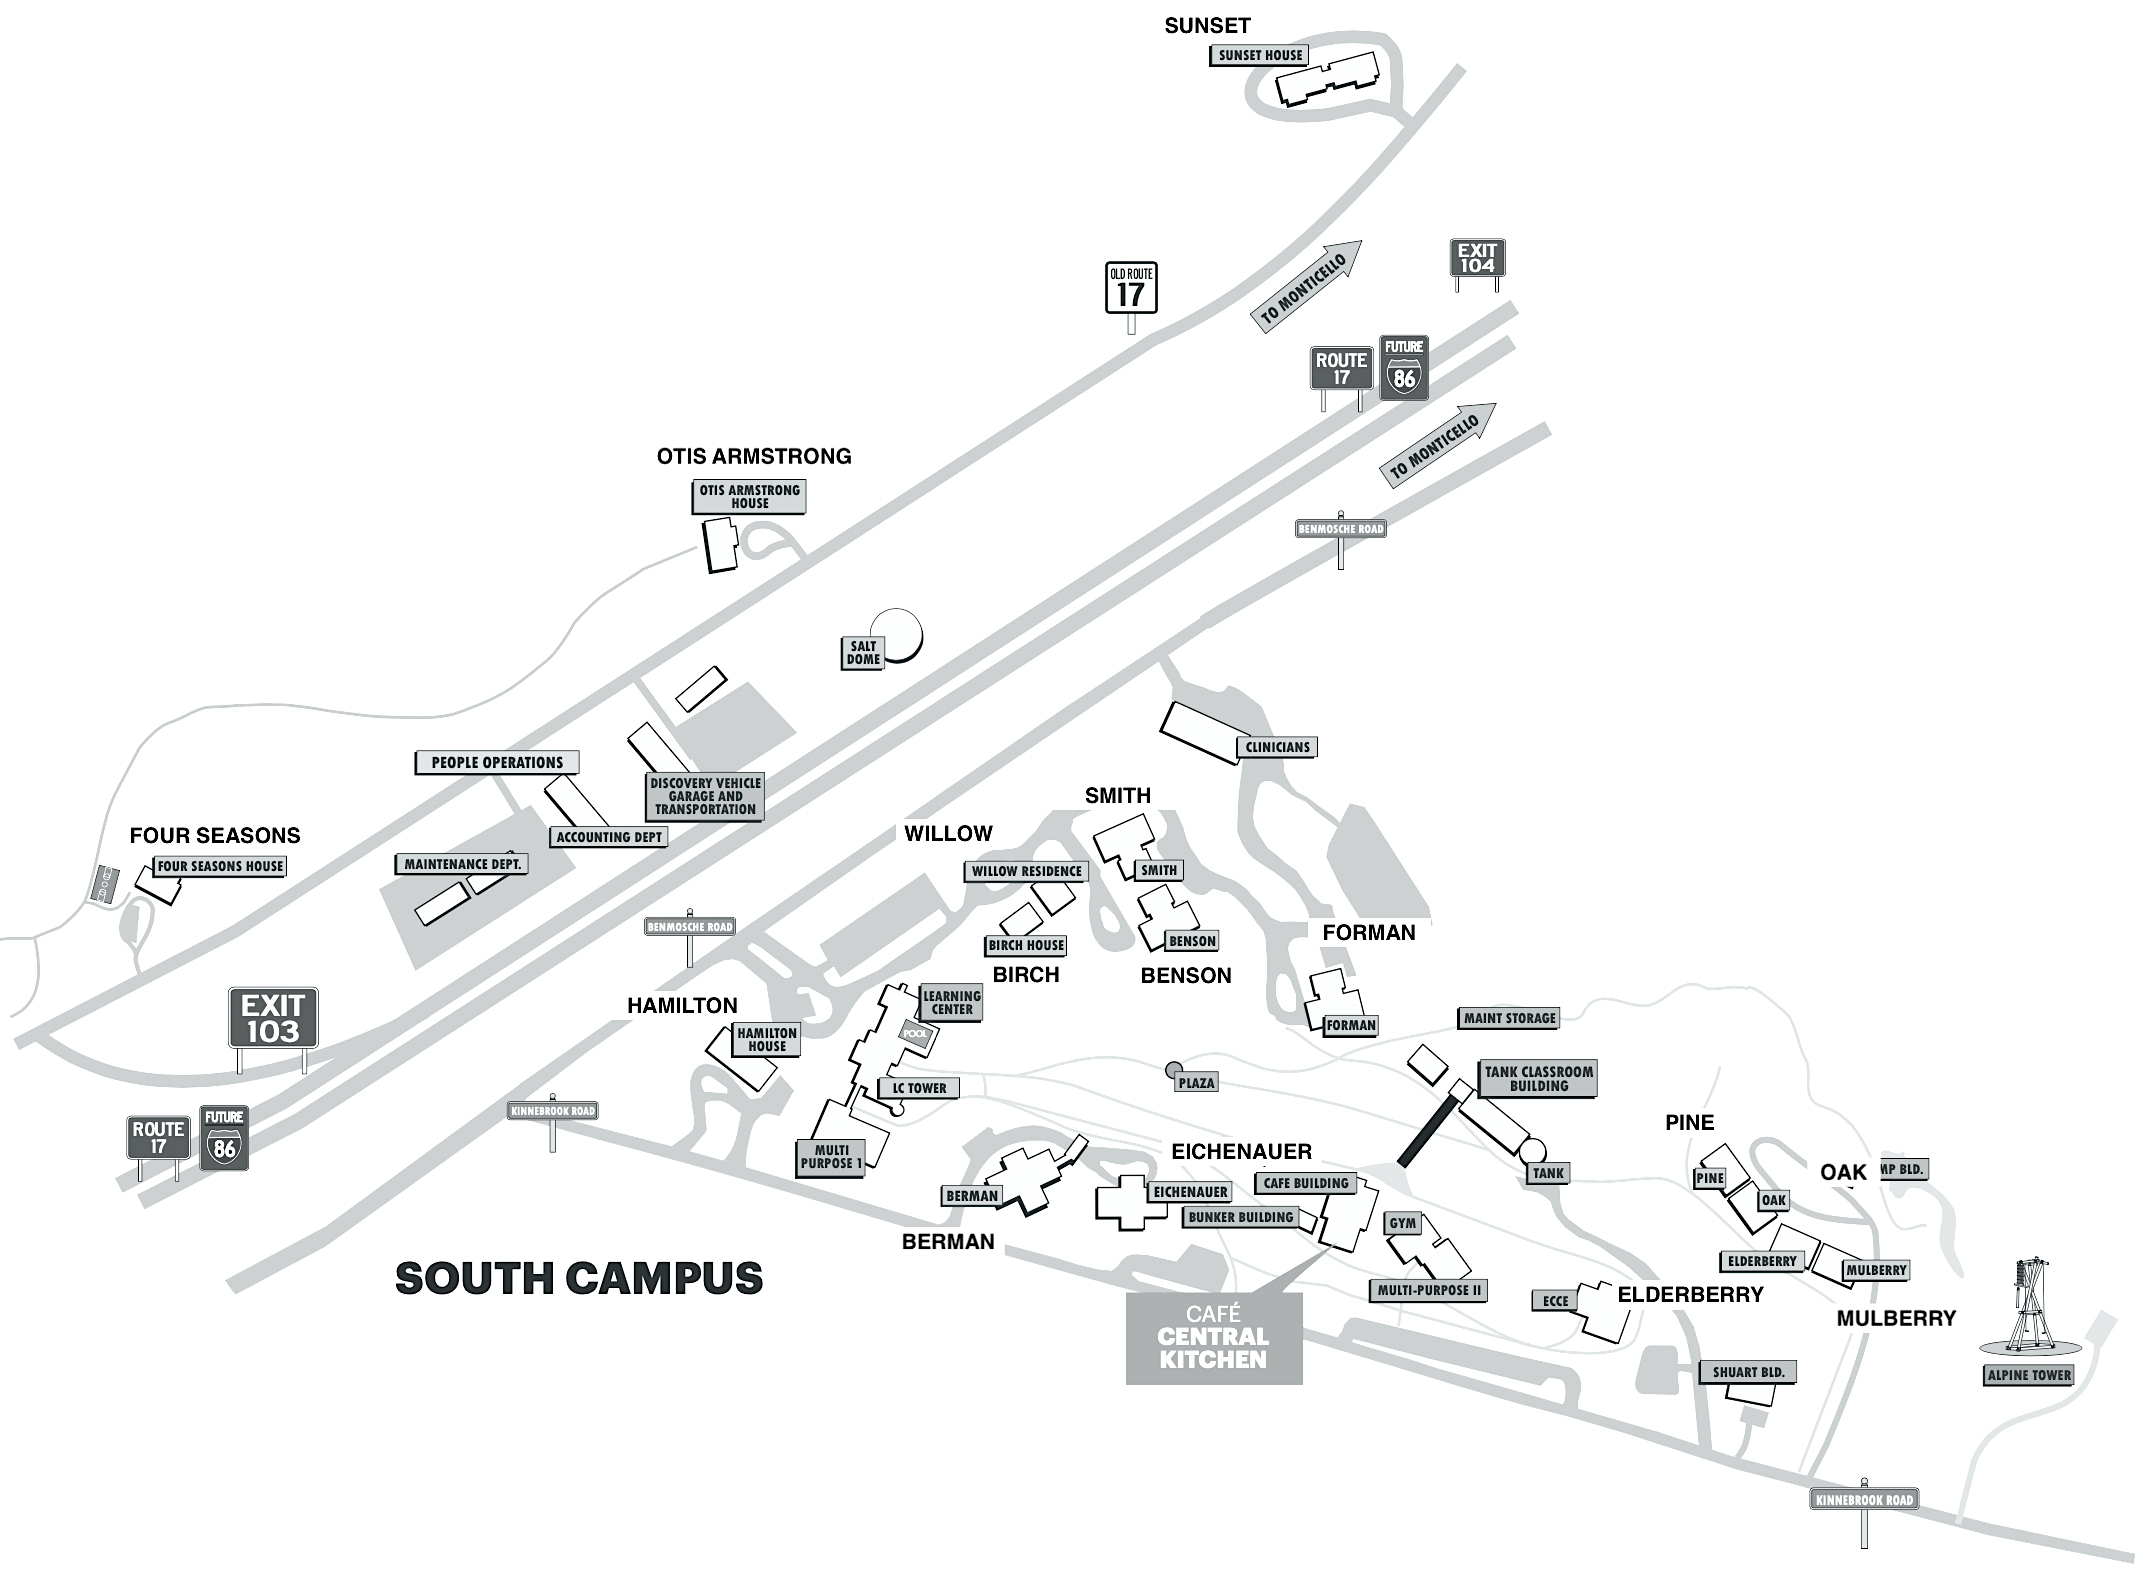 SUNSET
SUNSET HOUSE
EXIT
104
OLD ROUTE
17
TO MONTICELLO
ROUTE
17
FUTURE
86
TO MONTICELLO
OTIS ARMSTRONG
OTIS ARMSTRONG
HOUSE
BENMOSCHE ROAD
SALT
DOME
PEOPLE OPERATIONS
CLINICIANS
DISCOVERY VEHICLE
GARAGE AND
TRANSPORTATION
SMITH
FOUR SEASONS
WILLOW
ACCOUNTING DEPT
FOUR SEASONS HOUSE
MAINTENANCE DEPT.
WILLOW RESIDENCE
SMITH
BENMOSCHE ROAD
BIRCH HOUSE
BENSON
FORMAN
BIRCH
BENSON
EXIT
103
HAMILTON
LEARNING
CENTER
POOL
HAMILTON
HOUSE
FORMAN
MAINT STORAGE
PLAZA
TANK CLASSROOM
BUILDING
LC TOWER
KINNEBROOK ROAD
ROUTE
17
FUTURE
86
MULTI
PURPOSE 1
EICHENAUER
PINE
BERMAN
EICHENAUER
CAFE BUILDING
TANK
PINE
OAK
MP BLD.
OAK
BUNKER BUILDING
GYM
BERMAN
ELDERBERRY
MULBERRY
SOUTH CAMPUS
MULTI-PURPOSE II
ECCE
ELDERBERRY
MULBERRY
CAFÉ
CENTRAL
KITCHEN
SHUART BLD.
ALPINE TOWER
KINNEBROOK ROAD